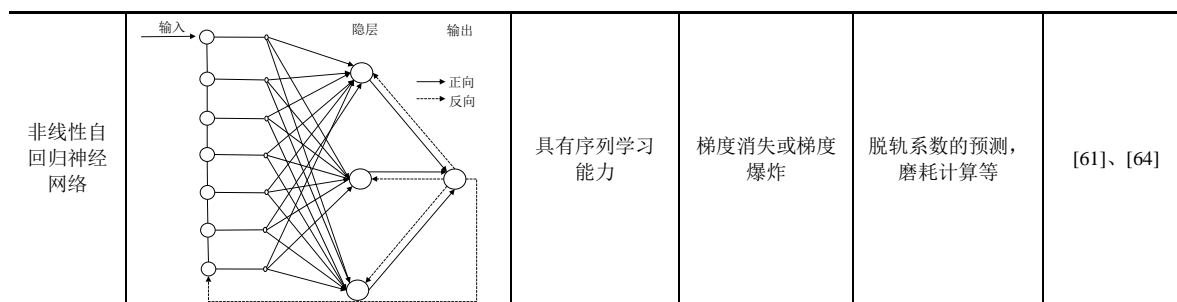 输入
隐层
输出
正向
反向
非线性自
回归神经
网络
具有序列学习
能力
梯度消失或梯度
爆炸
脱轨系数的预测，
磨耗计算等
[61]、[64]